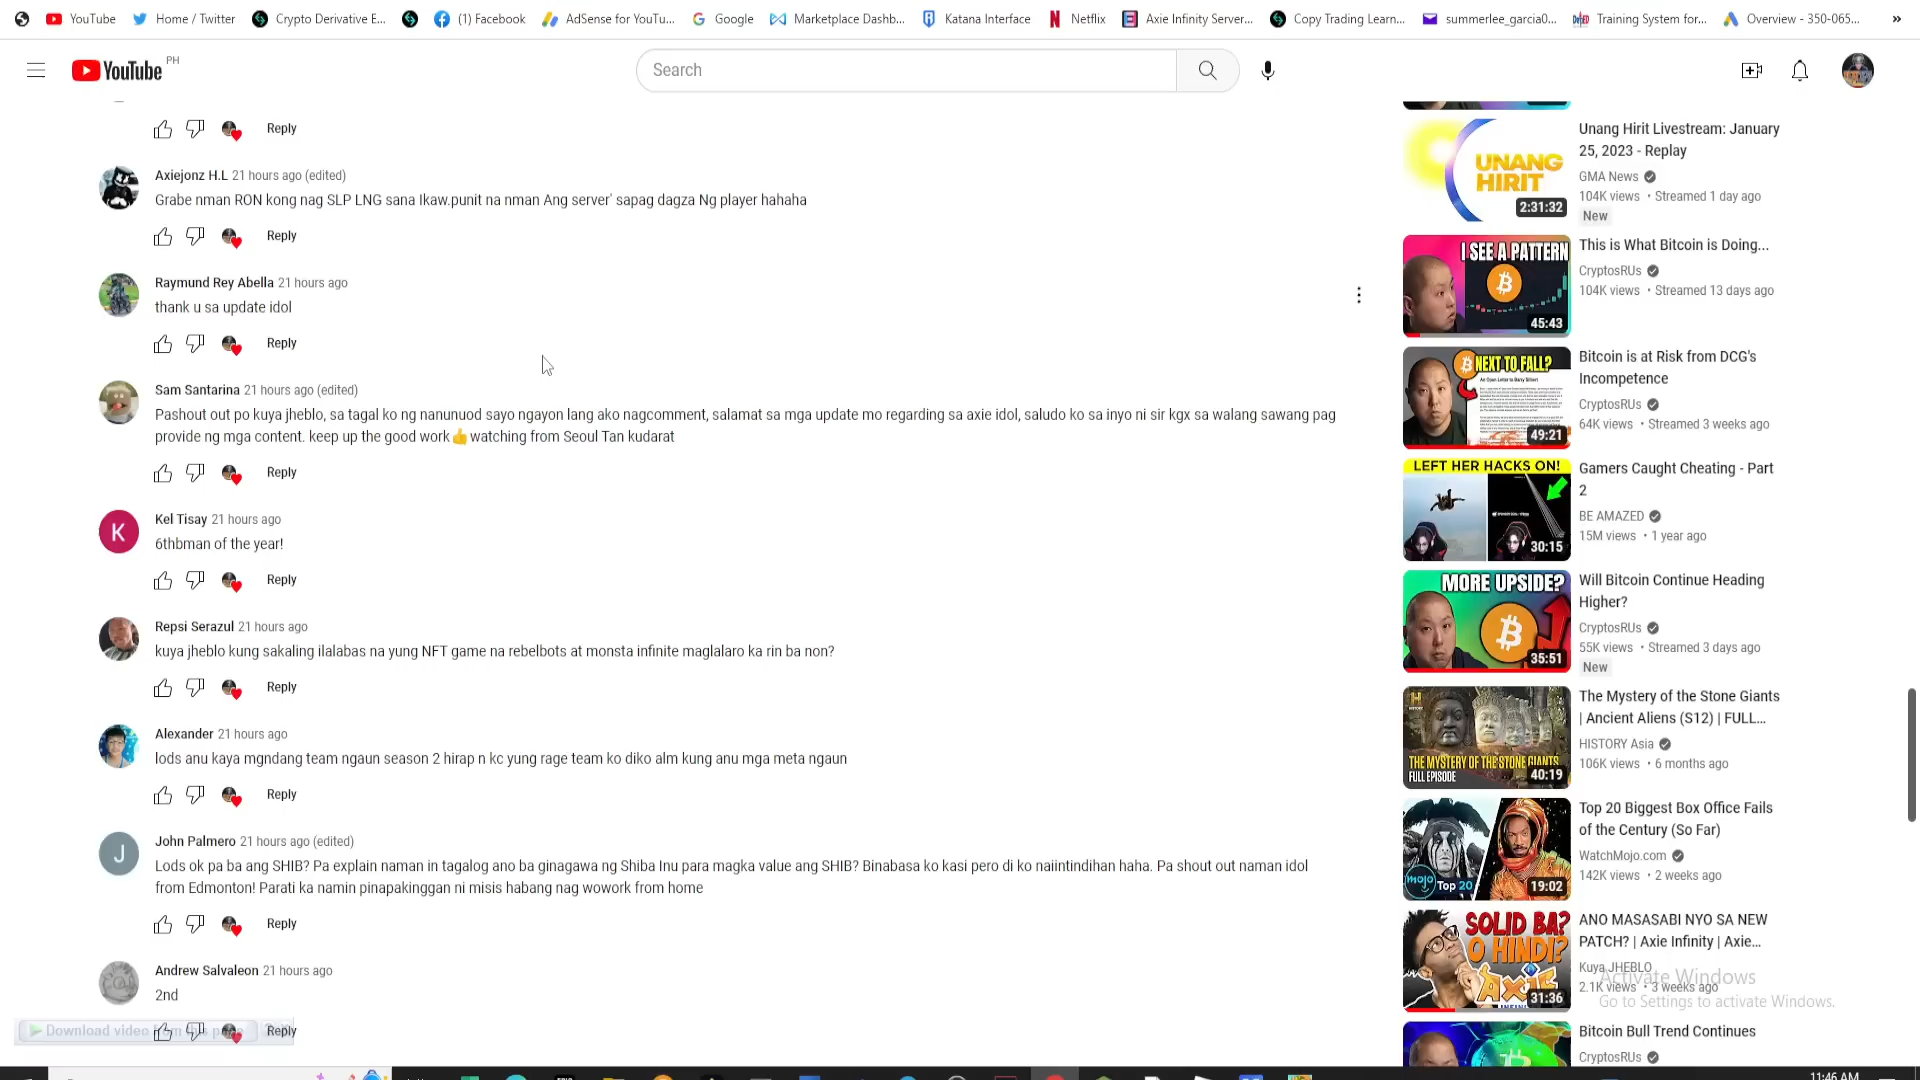 YouTube
Home / Twitter
Crypto Derivative E...
(1) Facebook
AdSense for YouTu...
Google
Marketplace Dashb...
Katana Interface
Netflix
Axie Infinity Server...
Copy Trading Learn...
summerlee_garcia0...
Training System for...
Overview - 350-065...
»
YouTube PH
Search
Reply
Axiejonz H.L 21 hours ago (edited)
Grabe nman RON kong nag SLP LNG sana Ikaw.punit na nman Ang server' sapag dagza Ng player hahaha
Reply
Raymund Rey Abella 21 hours ago
thank u sa update idol
Reply
Sam Santarina 21 hours ago (edited)
Pashout out po kuya jheblo, sa tagal ko ng nanunuod sayo ngayon lang ako nagcomment, salamat sa mga update mo regarding sa axie idol, saludo ko sa inyo ni sir kgx sa walang sawang pag
provide ng mga content. keep up the good work👍watching from Seoul Tan kudarat
Reply
K
Kel Tisay 21 hours ago
6thbman of the year!
Reply
Repsi Serazul 21 hours ago
kuya jheblo kung sakaling ilalabas na yung NFT game na rebelbots at monsta infinite maglalaro ka rin ba non?
Reply
Alexander 21 hours ago
lods anu kaya mgndang team ngaun season 2 hirap n kc yung rage team ko diko alm kung anu mga meta ngaun
Reply
J
John Palmero 21 hours ago (edited)
Lods ok pa ba ang SHIB? Pa explain naman in tagalog ano ba ginagawa ng Shiba Inu para magka value ang SHIB? Binabasa ko kasi pero di ko naiintindihan haha. Pa shout out naman idol
from Edmonton! Parati ka namin pinapakinggan ni misis habang nag wowork from home
Reply
Andrew Salvaleon 21 hours ago
2nd
Download video
Reply
UNANG
HIRIT
2:31:32
Unang Hirit Livestream: January
25, 2023 - Replay
GMA News
104K views • Streamed 1 day ago
New
I SEE A PATTERN
45:43
This is What Bitcoin is Doing...
CryptosRUs
104K views • Streamed 13 days ago
NEXT TO FALL?
49:21
Bitcoin is at Risk from DCG's
Incompetence
CryptosRUs
64K views • Streamed 3 weeks ago
LEFT HER HACKS ON!
30:15
Gamers Caught Cheating - Part
2
BE AMAZED
15M views • 1 year ago
MORE UPSIDE?
35:51
Will Bitcoin Continue Heading
Higher?
CryptosRUs
55K views • Streamed 3 days ago
New
THE MYSTERY OF THE STONE GIANTS
FULL EPISODE
40:19
The Mystery of the Stone Giants
| Ancient Aliens (S12) | FULL...
HISTORY Asia
106K views • 6 months ago
mojo Top 20
19:02
Top 20 Biggest Box Office Fails
of the Century (So Far)
WatchMojo.com
142K views • 2 weeks ago
SOLID BA?
O HINDI?
AXIE
31:36
ANO MASASABI NYO SA NEW
PATCH? | Axie Infinity | Axie...
Kuya JHEBLO
2.1K views • 3 weeks ago
Activate Windows
Go to Settings to activate Windows.
Bitcoin Bull Trend Continues
CryptosRUs
11:46 AM